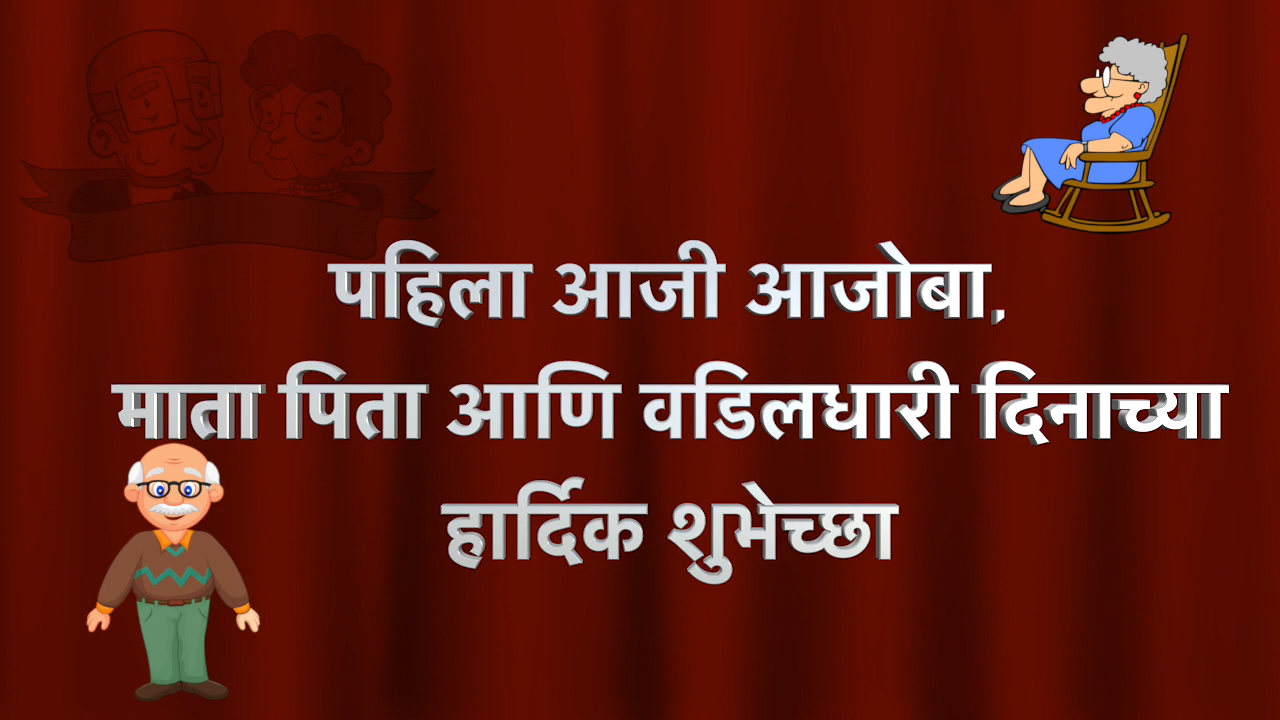 पहिला आजी आजोबा,
माता पिता आणि वडिलधारी दिनाच्या
हार्दिक शुभेच्छा